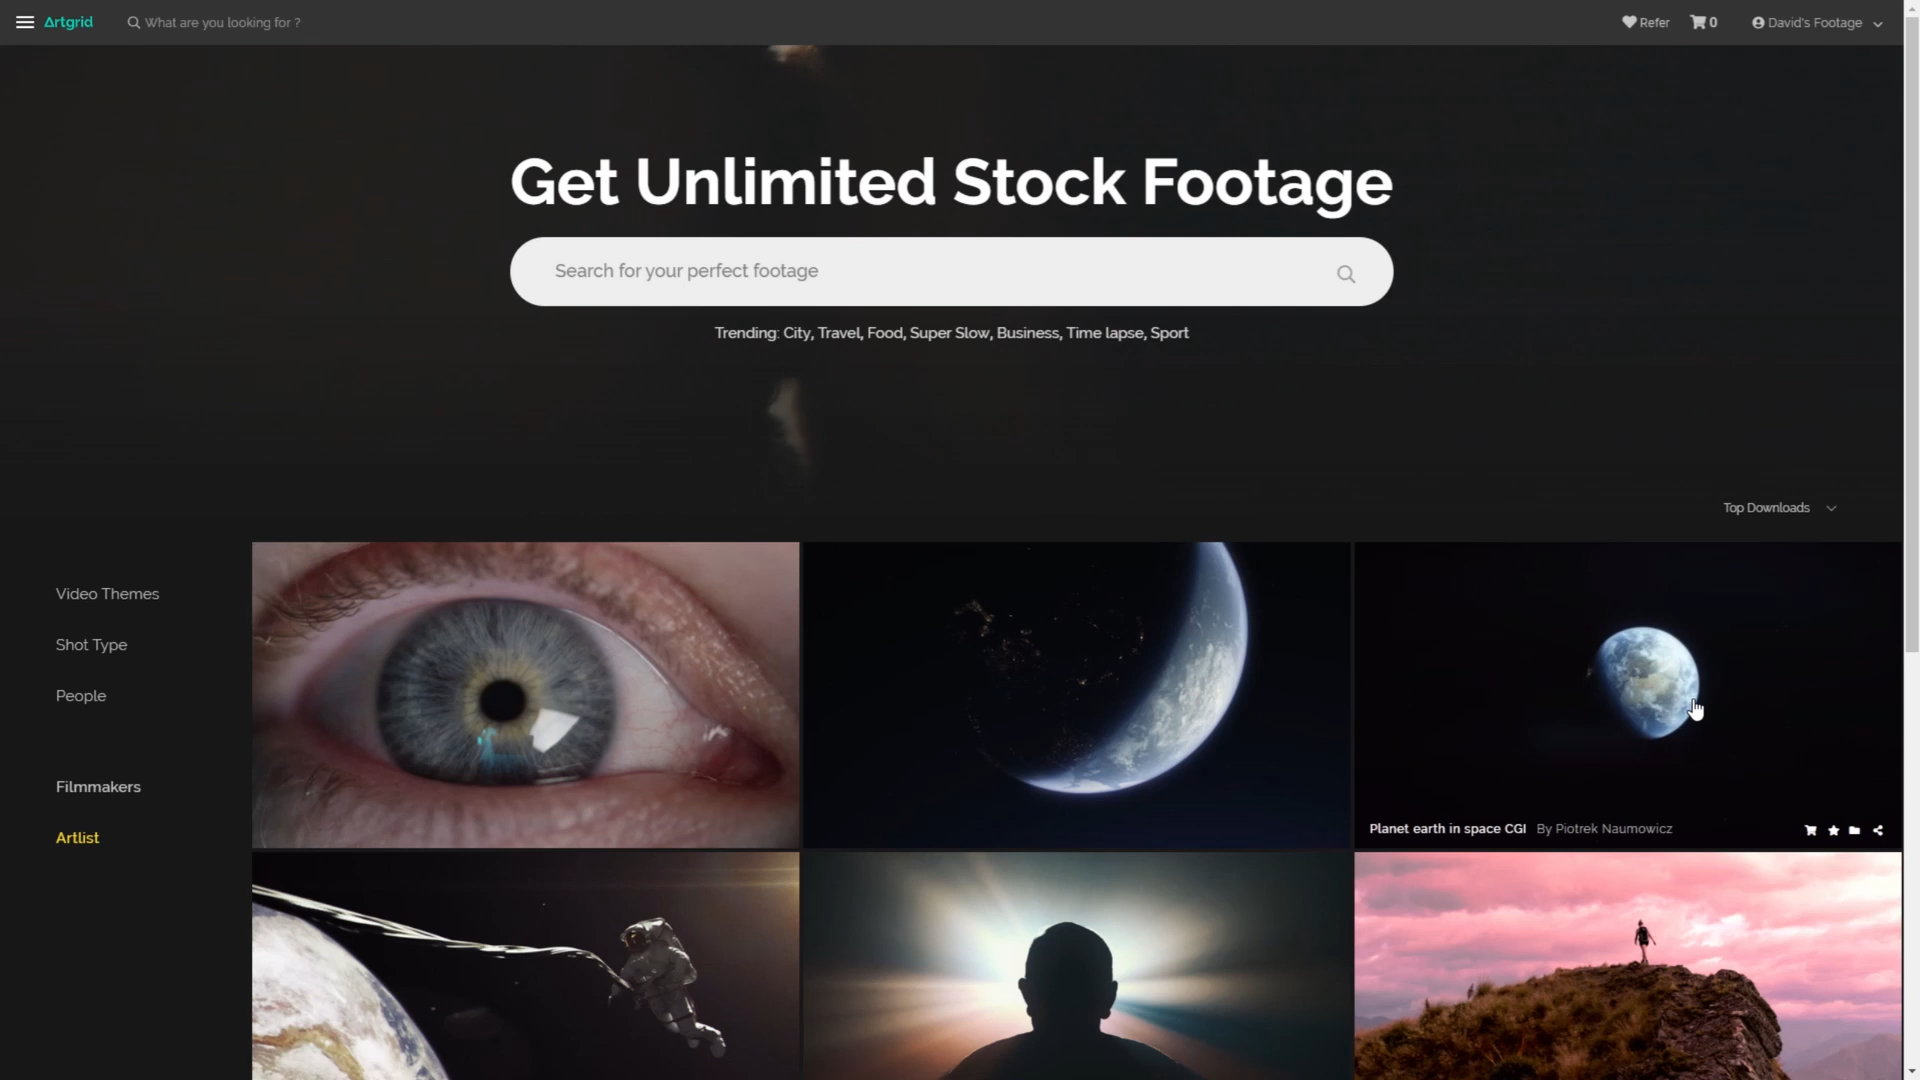 Artgrid
What are you looking for ?
Refer
0
David's Footage
Get Unlimited Stock Footage
Search for your perfect footage
Trending: City, Travel, Food, Super Slow, Business, Time lapse, Sport
Top Downloads
Video Themes
Shot Type
People
Filmmakers
Artlist
Planet earth in space CGI By Piotrek Naumowicz